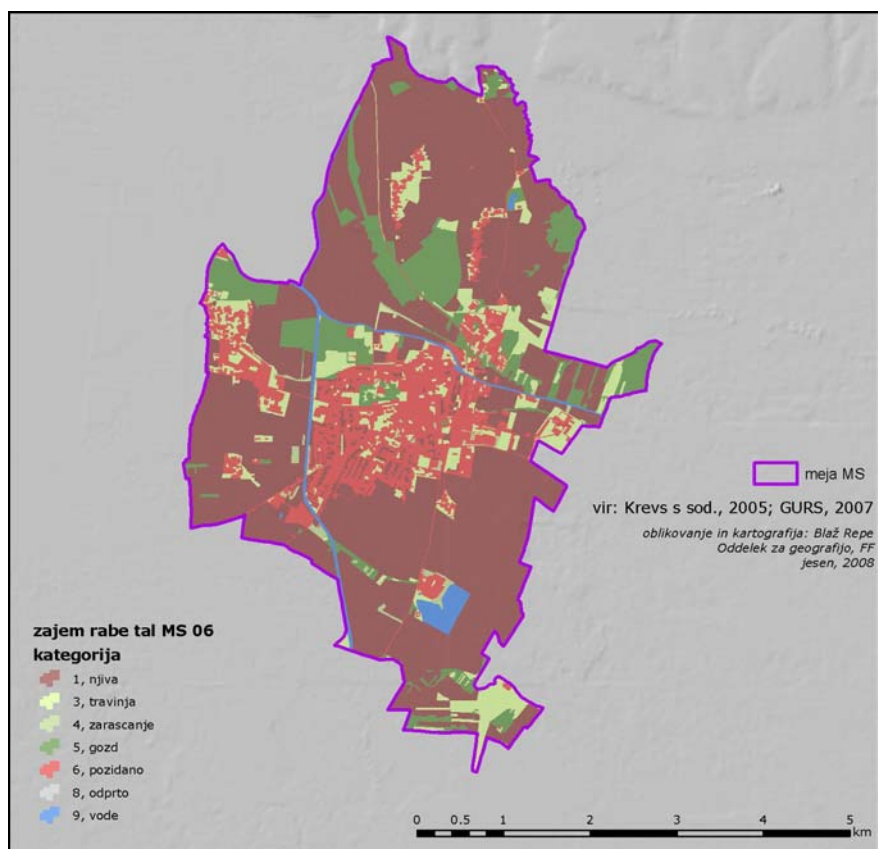 meja MS
vir: Krevs s sod., 2005; GURS, 2007
oblikovanje in kartografija: Blaž Repe
Oddelek za geografijo, FF
jesen, 2008
zajem rabe tal MS 06
kategorija
1, njiva
3, travinja
4, zarascanje
5, gozd
6, pozidano
8, odprto
9, vode
0 0.5 1 2 3 4 5
km